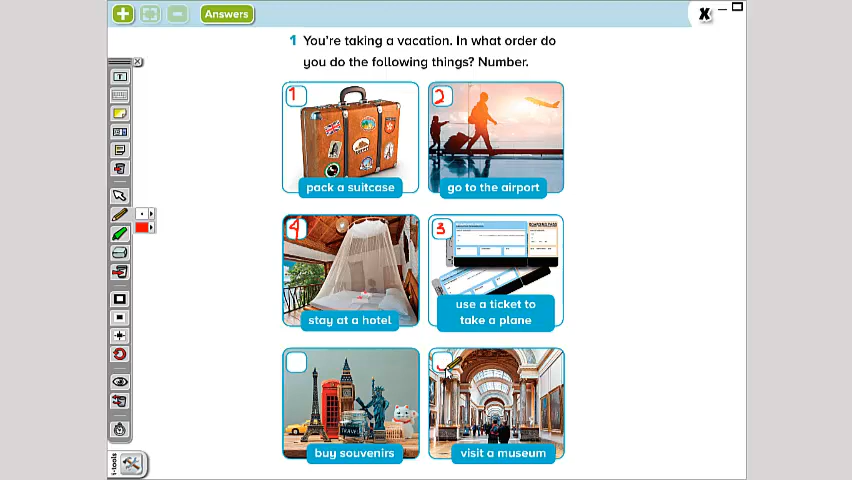 Answers
X
1 You're taking a vacation. In what order do
you do the following things? Number.
1
2
pack a suitcase
go to the airport
4
3
BOARDING PASS
stay at a hotel
use a ticket to
take a plane
buy souvenirs
visit a museum
i-tools